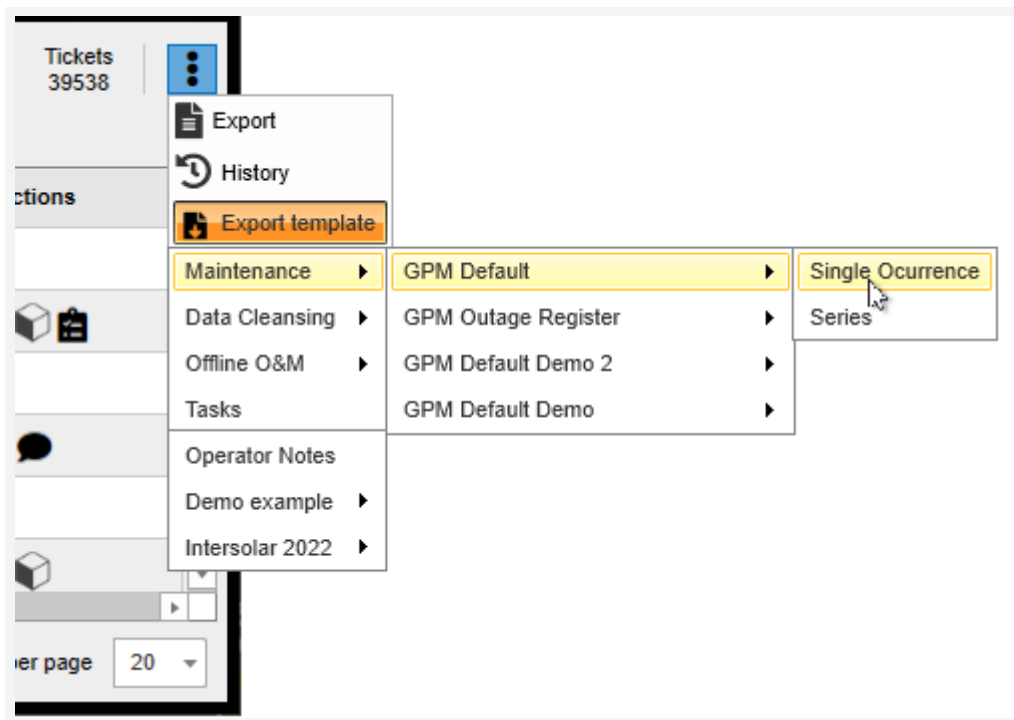 Tickets
39538
Export
History
ctions
Export template
Maintenance
GPM Default
Single Ocurrence
Data Cleansing
GPM Outage Register
Series
Offline O&M
GPM Default Demo 2
Tasks
GPM Default Demo
Operator Notes
Demo example
Intersolar 2022
er page
20